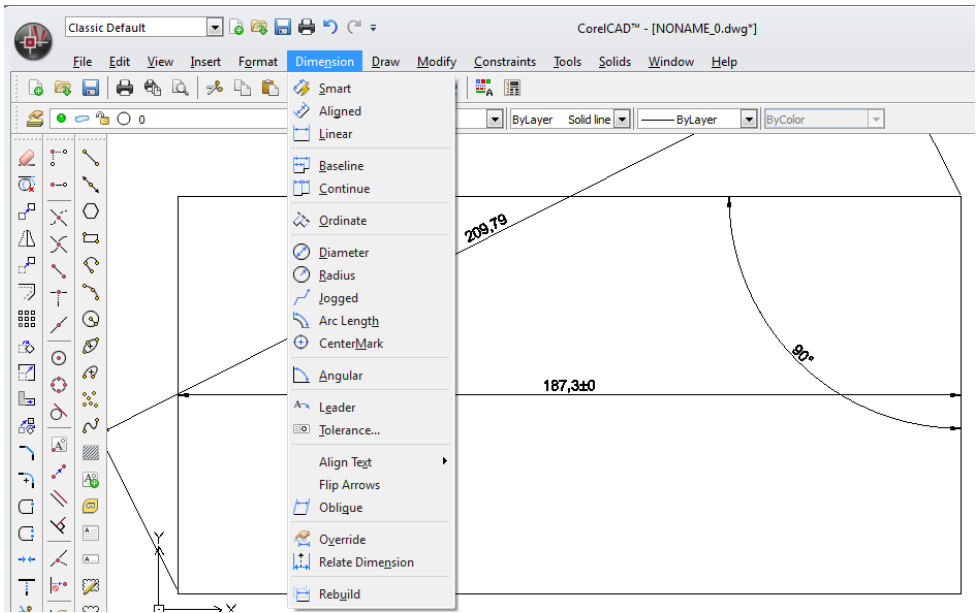 Classic Default
CorelCAD™ - [NONAME_0.dwg*]
File Edit View Insert Format Dimension Draw Modify Constraints Tools Solids Window Help
0
ByLayer Solid line
ByLayer
ByColor
Smart
Aligned
Linear
Baseline
Continue
Ordinate
Diameter
Radius
Jogged
Arc Length
CenterMark
Angular
Leader
Tolerance...
Align Text
Flip Arrows
Oblique
Override
Relate Dimension
Rebuild
209,79
90°
187,3±0
Y
X